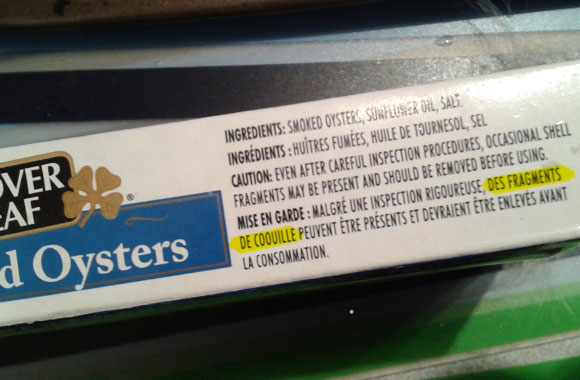 OVER
EAF
®
d Oysters
INGREDIENTS: SMOKED OYSTERS, SUNFLOWER OIL, SALT.
INGRÉDIENTS : HUÎTRES FUMÉES, HUILE DE TOURNESOL, SEL
CAUTION: EVEN AFTER CAREFUL INSPECTION PROCEDURES, OCCASIONAL SHELL
FRAGMENTS MAY BE PRESENT AND SHOULD BE REMOVED BEFORE USING.
MISE EN GARDE : MALGRÉ UNE INSPECTION RIGOUREUSE, DES FRAGMENTS
DE COOUILLE PEUVENT ÊTRE PRÉSENTS ET DEVRAIENT ÊTRE ENLEVÉS AVANT
LA CONSOMMATION.